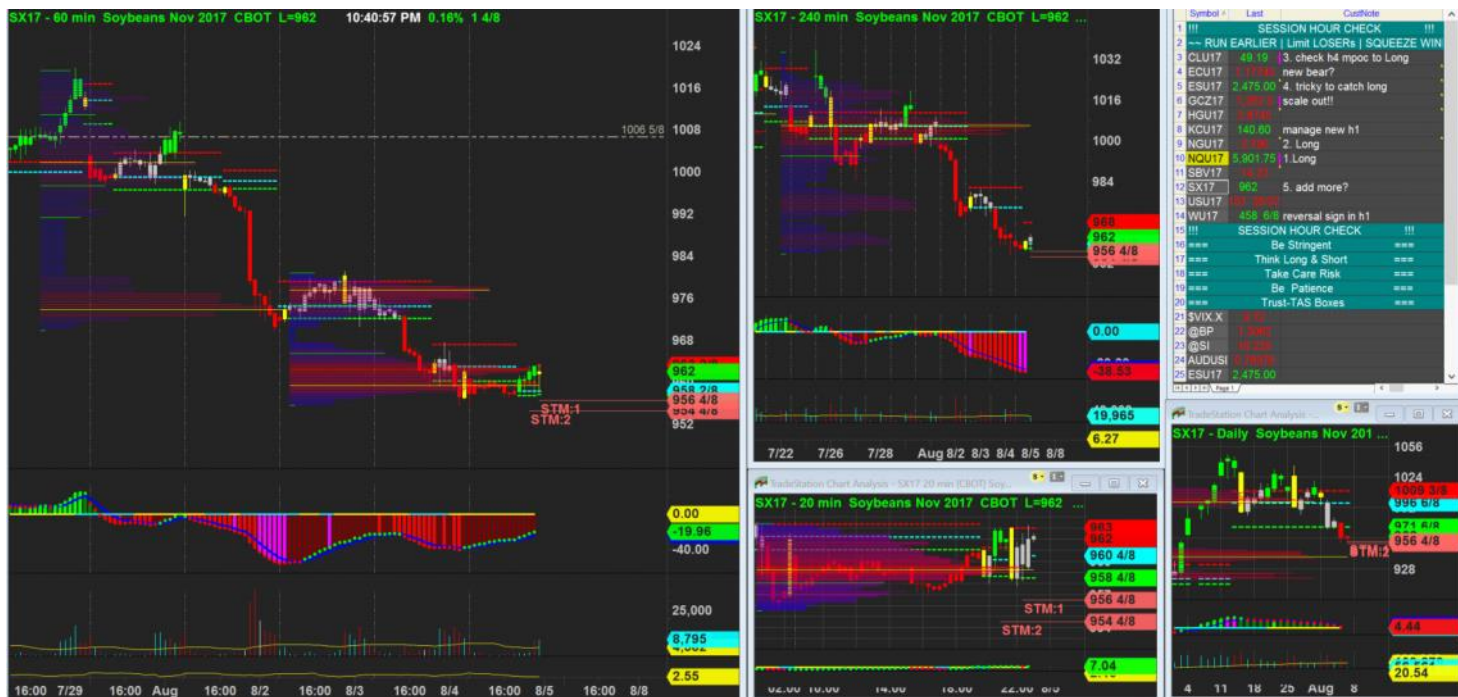 SX17 - 60 min Soybeans Nov 2017 CBOT L=962 10:40:57 PM 0.16% 1 4/8
1024
1016
1008
1006 5/8
1000
992
984
976
968
962
958 2/8
956 4/8
954 4/8
952
STM:1
STM:2
0.00
-19.96
-40.00
25,000
8,795
2.55
16:00 7/29 16:00 Aug 16:00 8/2 16:00 8/3 16:00 8/4 16:00 8/5 16:00 8/8
SX17 - 240 min Soybeans Nov 2017 CBOT L=962 ...
1032
1016
1000
984
968
962
956 4/8
0.00
-38.53
19,965
6.27
7/22 7/26 7/28 Aug 8/2 8/3 8/4 8/5 8/8
TradeStation Chart Analysis - SX17 20 min [CBOT] Soy...
SX17 - 20 min Soybeans Nov 2017 CBOT L=962 ...
963
962
960 4/8
958 4/8
956 4/8
954 4/8
STM:1
STM:2
7.04
02:00 10:00 14:00 18:00 22:00 8/5
Symbol Last CustNote
1 !!! SESSION HOUR CHECK !!!
2 ~~ RUN EARLIER | Limit LOSERs | SQUEEZE WIN
3 CLU17 49.19 3. check h4 mpoc to Long
4 ECU17 new bear?
5 ESU17 2,475.00 4. tricky to catch long
6 GCZ17 scale out!!
7 HGU17
8 KCU17 140.60 manage new h1
9 NGU17 2. Long
10 NQU17 5,901.75 1.Long
11 SBV17
12 SX17 962 5. add more?
13 USU17
14 WU17 458 6/8 reversal sign in h1
15 !!! SESSION HOUR CHECK !!!
16 === Be Stringent ===
17 === Think Long & Short ===
18 === Take Care Risk ===
19 === Be Patience ===
20 === Trust-TAS Boxes ===
21 $VIX.X
22 @BP
23 @SI
24 AUDUSI
25 ESU17 2,475.00
Page 1
TradeStation Chart Analysis -...
SX17 - Daily Soybeans Nov 201 ...
1056
1024
1009 3/8
996 6/8
971 6/8
956 4/8
STM:2
928
4.44
20.54
4 11 18 25 Aug 8